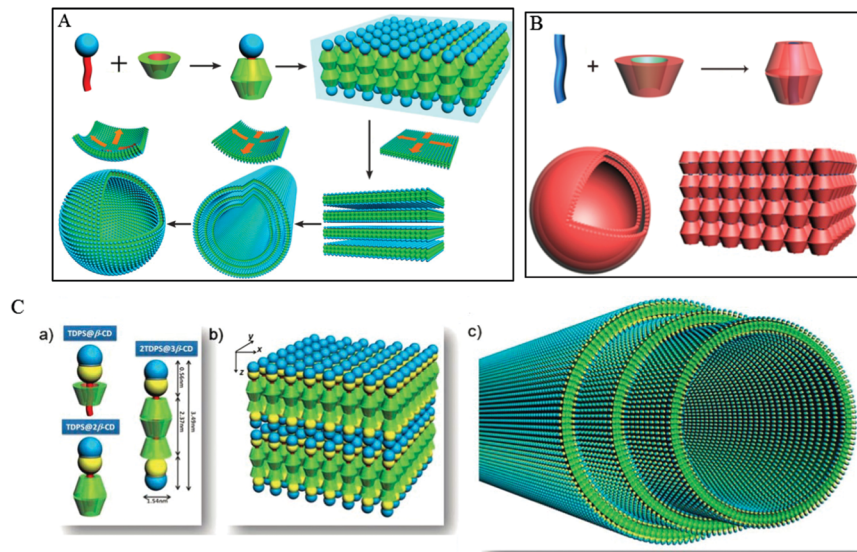 A
B
C
a)
TDPS@β-CD
2TDPS@3β-CD
0.56nm
2.37nm
3.49nm
TDPS@2β-CD
1.54nm
b)
y
x
z
c)